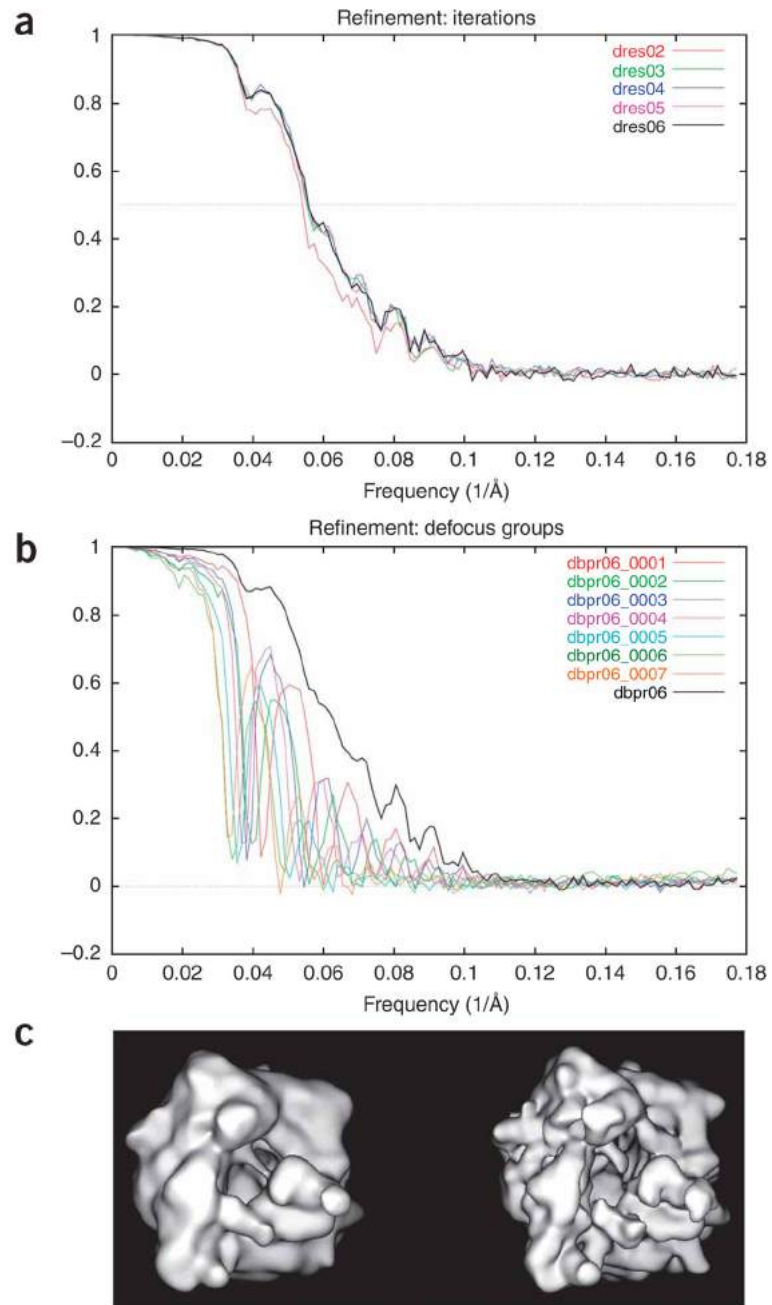 a
Refinement: iterations
dres02
dres03
dres04
dres05
dres06
1
0.8
0.6
0.4
0.2
0
–0.2
0 0.02 0.04 0.06 0.08 0.1 0.12 0.14 0.16 0.18
Frequency (1/Å)
b
Refinement: defocus groups
dbpr06_0001
dbpr06_0002
dbpr06_0003
dbpr06_0004
dbpr06_0005
dbpr06_0006
dbpr06_0007
dbpr06
1
0.8
0.6
0.4
0.2
0
–0.2
0 0.02 0.04 0.06 0.08 0.1 0.12 0.14 0.16 0.18
Frequency (1/Å)
c